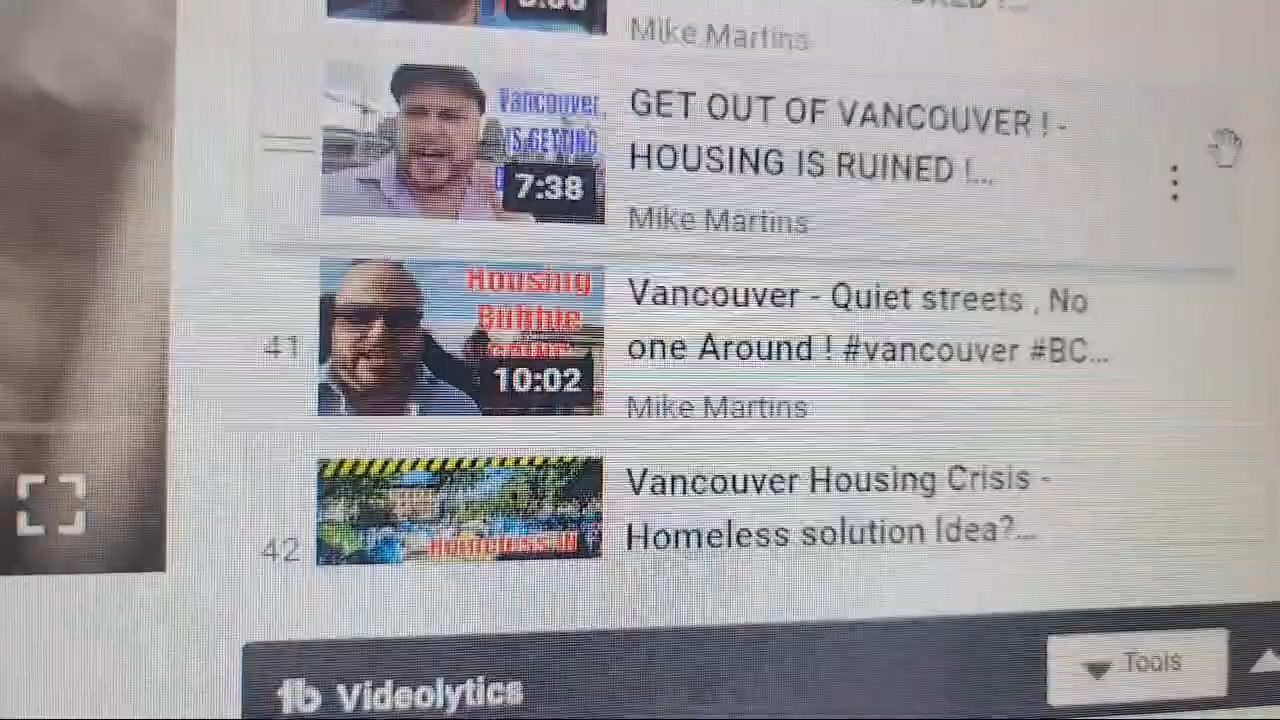 Mike Martins
Vancouver
IS GETTING
7:38
GET OUT OF VANCOUVER ! -
HOUSING IS RUINED !...
Mike Martins
41
Housing
Bubble
10:02
Vancouver - Quiet streets , No
one Around ! #vancouver #BC...
Mike Martins
42
Vancouver Housing Crisis -
Homeless solution Idea?...
Videolytics
Tools